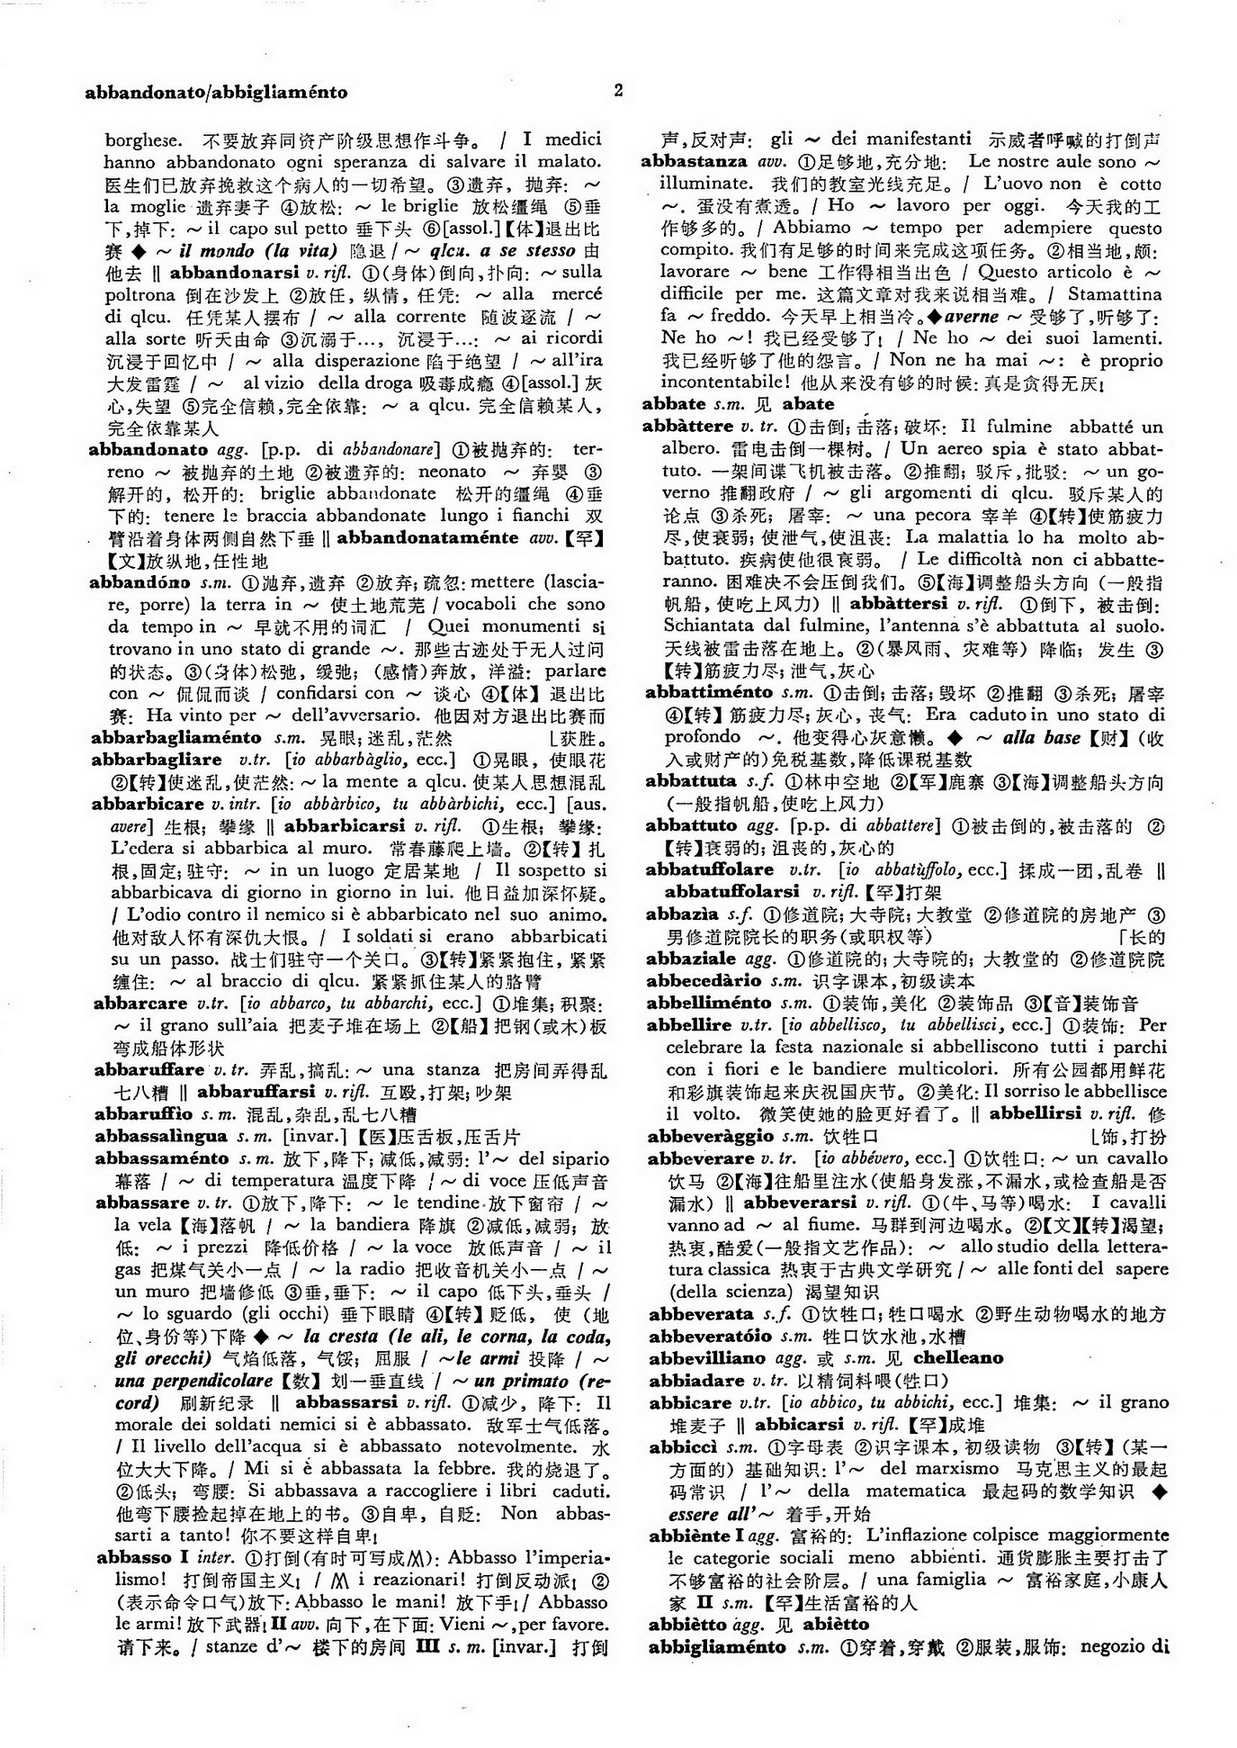 abbandonato/abbigliaménto
2
borghese. 不要放弃同资产阶级思想作斗争。 / I medici
hanno abbandonato ogni speranza di salvare il malato.
医生们已放弃挽救这个病人的一切希望。③遗弃, 抛弃: ～
la moglie 遗弃妻子 ④放松: ～ le briglie 放松缰绳 ⑤垂
下,掉下: ～ il capo sul petto 垂下头 ⑥[assol.]【体】退出比
赛 ◆ ～ il mondo (la vita) 隐退 / ～ qlcu. a se stesso 由
他去 ‖ abbandonarsi v. rifl. ①(身体)倒向,扑向: ～ sulla
poltrona 倒在沙发上 ②放任, 纵情, 任凭: ～ alla mercé
di qlcu. 任凭某人摆布 / ～ alla corrente 随波逐流 / ～
alla sorte 听天由命 ③沉溺于…, 沉浸于…: ～ ai ricordi
沉浸于回忆中 / ～ alla disperazione 陷于绝望 / ～ all'ira
大发雷霆 / ～ al vizio della droga 吸毒成瘾 ④[assol.] 灰
心,失望 ⑤完全信赖,完全依靠: ～ a qlcu. 完全信赖某人,
完全依靠某人
abbandonato agg. [p.p. di abbandonare] ①被抛弃的: ter-
reno ～ 被抛弃的土地 ②被遗弃的: neonato ～ 弃婴 ③
解开的, 松开的: briglie abbandonate 松开的缰绳 ④垂
下的: tenere le braccia abbandonate lungo i fianchi 双
臂沿着身体两侧自然下垂 ‖ abbandonataménte avv.【罕】
【文】放纵地,任性地
abbandóno s.m. ①抛弃,遗弃 ②放弃;疏忽: mettere (lascia-
re, porre) la terra in ～ 使土地荒芜 / vocaboli che sono
da tempo in ～ 早就不用的词汇 / Quei monumenti si
trovano in uno stato di grande ～. 那些古迹处于无人过问
的状态。③(身体)松弛, 缓弛; (感情)奔放, 洋溢: parlare
con ～ 侃侃而谈 / confidarsi con ～ 谈心 ④【体】退出比
赛: Ha vinto per ～ dell'avversario. 他因对方退出比赛而
abbarbagliaménto s.m. 晃眼;迷乱,茫然 ⌊获胜。
abbarbagliare v.tr. [io abbarbàglio, ecc.] ①晃眼, 使眼花
②【转】使迷乱,使茫然: ～ la mente a qlcu. 使某人思想混乱
abbarbicare v. intr. [io abbàrbico, tu abbàrbichi, ecc.] [aus.
avere] 生根; 攀缘 ‖ abbarbicarsi v. rifl. ①生根; 攀缘:
L'edera si abbarbica al muro. 常春藤爬上墙。②【转】扎
根,固定;驻守: ～ in un luogo 定居某地 / Il sospetto si
abbarbicava di giorno in giorno in lui. 他日益加深怀疑。
/ L'odio contro il nemico si è abbarbicato nel suo animo.
他对敌人怀有深仇大恨。/ I soldati si erano abbarbicati
su un passo. 战士们驻守一个关口。③【转】紧紧抱住, 紧紧
缠住: ～ al braccio di qlcu. 紧紧抓住某人的胳臂
abbarcare v.tr. [io abbarco, tu abbarchi, ecc.] ①堆集;积聚:
～ il grano sull'aia 把麦子堆在场上 ②【船】把钢(或木)板
弯成船体形状
abbaruffare v. tr. 弄乱,搞乱: ～ una stanza 把房间弄得乱
七八糟 ‖ abbaruffarsi v. rifl. 互殴,打架;吵架
abbaruffìo s. m. 混乱,杂乱,乱七八糟
abbassalìngua s. m. [invar.]【医】压舌板,压舌片
abbassaménto s. m. 放下,降下;减低,减弱: l'～ del sipario
幕落 / ～ di temperatura 温度下降 / ～ di voce 压低声音
abbassare v. tr. ①放下,降下: ～ le tendine 放下窗帘 / ～
la vela【海】落帆 / ～ la bandiera 降旗 ②减低,减弱; 放
低: ～ i prezzi 降低价格 / ～ la voce 放低声音 / ～ il
gas 把煤气关小一点 / ～ la radio 把收音机关小一点 / ～
un muro 把墙修低 ③垂,垂下: ～ il capo 低下头,垂头 /
～ lo sguardo (gli occhi) 垂下眼睛 ④【转】贬低, 使 (地
位、身份等)下降 ◆ ～ la cresta (le ali, le corna, la coda,
gli orecchi) 气焰低落, 气馁; 屈服 / ～le armi 投降 / ～
una perpendicolare【数】划一垂直线 / ～ un primato (re-
cord) 刷新纪录 ‖ abbassarsi v. rifl. ①减少, 降下: Il
morale dei soldati nemici si è abbassato. 敌军士气低落。
/ Il livello dell'acqua si è abbassato notevolmente. 水
位大大下降。/ Mi si è abbassata la febbre. 我的烧退了。
②低头; 弯腰: Si abbassava a raccogliere i libri caduti.
他弯下腰捡起掉在地上的书。③自卑, 自贬: Non abbas-
sarti a tanto! 你不要这样自卑!
abbasso I inter. ①打倒(有时可写成ꟽ): Abbasso l'imperia-
lismo! 打倒帝国主义! / ꟽ i reazionari! 打倒反动派! ②
(表示命令口气)放下: Abbasso le mani! 放下手! / Abbasso
le armi! 放下武器! II avv. 向下,在下面: Vieni ～, per favore.
请下来。/ stanze d'～ 楼下的房间 III s. m. [invar.] 打倒
声,反对声: gli ～ dei manifestanti 示威者呼喊的打倒声
abbastanza avv. ①足够地,充分地: Le nostre aule sono ～
illuminate. 我们的教室光线充足。/ L'uovo non è cotto
～. 蛋没有煮透。/ Ho ～ lavoro per oggi. 今天我的工
作够多的。/ Abbiamo ～ tempo per adempiere questo
compito. 我们有足够的时间来完成这项任务。②相当地,颇:
lavorare ～ bene 工作得相当出色 / Questo articolo è ～
difficile per me. 这篇文章对我来说相当难。/ Stamattina
fa ～ freddo. 今天早上相当冷。◆averne ～ 受够了,听够了:
Ne ho ～! 我已经受够了! / Ne ho ～ dei suoi lamenti.
我已经听够了他的怨言。/ Non ne ha mai ～: è proprio
incontentabile! 他从来没有够的时候:真是贪得无厌!
abbate s.m. 见 abate
abbàttere v. tr. ①击倒;击落;破坏: Il fulmine abbatté un
albero. 雷电击倒一棵树。/ Un aereo spia è stato abbat-
tuto. 一架间谍飞机被击落。②推翻; 驳斥,批驳: ～ un go-
verno 推翻政府 / ～ gli argomenti di qlcu. 驳斥某人的
论点 ③杀死; 屠宰: ～ una pecora 宰羊 ④【转】使筋疲力
尽,使衰弱;使泄气,使沮丧: La malattia lo ha molto ab-
battuto. 疾病使他很衰弱。 / Le difficoltà non ci abbatte-
ranno. 困难决不会压倒我们。⑤【海】调整船头方向 (一般指
帆船, 使吃上风力) ‖ abbàttersi v. rifl. ①倒下, 被击倒:
Schiantata dal fulmine, l'antenna s'è abbattuta al suolo.
天线被雷击落在地上。②(暴风雨、灾难等) 降临; 发生 ③
【转】筋疲力尽;泄气,灰心
abbattiménto s.m. ①击倒;击落;毁坏 ②推翻 ③杀死; 屠宰
④【转】筋疲力尽;灰心, 丧气: Era caduto in uno stato di
profondo ～. 他变得心灰意懒。◆ ～ alla base【财】(收
入或财产的)免税基数,降低课税基数
abbattuta s.f. ①林中空地 ②【军】鹿寨 ③【海】调整船头方向
(一般指帆船,使吃上风力)
abbattuto agg. [p.p. di abbattere] ①被击倒的,被击落的 ②
【转】衰弱的;沮丧的,灰心的
abbatuffolare v.tr. [io abbatùffolo, ecc.] 揉成一团,乱卷 ‖
abbatuffolarsi v. rifl.【罕】打架
abbazìa s.f. ①修道院;大寺院;大教堂 ②修道院的房地产 ③
男修道院院长的职务(或职权等) ⌈长的
abbaziale agg. ①修道院的;大寺院的; 大教堂的 ②修道院院
abbecedàrio s.m. 识字课本,初级读本
abbelliménto s.m. ①装饰,美化 ②装饰品 ③【音】装饰音
abbellire v.tr. [io abbellisco, tu abbellisci, ecc.] ①装饰: Per
celebrare la festa nazionale si abbelliscono tutti i parchi
con i fiori e le bandiere multicolori. 所有公园都用鲜花
和彩旗装饰起来庆祝国庆节。②美化: Il sorriso le abbellisce
il volto. 微笑使她的脸更好看了。‖ abbellirsi v. rifl. 修
abbeveràggio s.m. 饮牲口 ⌊饰,打扮
abbeverare v. tr. [io abbévero, ecc.] ①饮牲口: ～ un cavallo
饮马 ②【海】往船里注水(使船身发涨,不漏水,或检查船是否
漏水) ‖ abbeverarsi v. rifl. ①(牛、马等)喝水: I cavalli
vanno ad ～ al fiume. 马群到河边喝水。②【文】【转】渴望;
热衷,酷爱(一般指文艺作品): ～ allo studio della lettera-
tura classica 热衷于古典文学研究 / ～ alle fonti del sapere
(della scienza) 渴望知识
abbeverata s.f. ①饮牲口;牲口喝水 ②野生动物喝水的地方
abbeveratóio s.m. 牲口饮水池,水槽
abbevilliano agg. 或 s.m. 见 chelleano
abbiadare v. tr. 以精饲料喂(牲口)
abbicare v.tr. [io abbico, tu abbichi, ecc.] 堆集: ～ il grano
堆麦子 ‖ abbicarsi v. rifl.【罕】成堆
abbiccì s.m. ①字母表 ②识字课本, 初级读物 ③【转】(某一
方面的) 基础知识: l'～ del marxismo 马克思主义的最起
码常识 / l'～ della matematica 最起码的数学知识 ◆
essere all'～ 着手,开始
abbiènte I agg. 富裕的: L'inflazione colpisce maggiormente
le categorie sociali meno abbienti. 通货膨胀主要打击了
不够富裕的社会阶层。/ una famiglia ～ 富裕家庭,小康人
家 II s.m.【罕】生活富裕的人
abbiètto agg. 见 abiètto
abbigliaménto s.m. ①穿着,穿戴 ②服装,服饰: negozio di